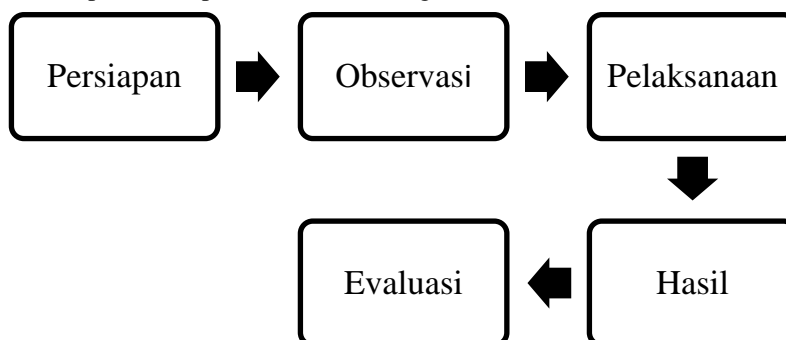 Persiapan
Observasi
Pelaksanaan
Hasil
Evaluasi